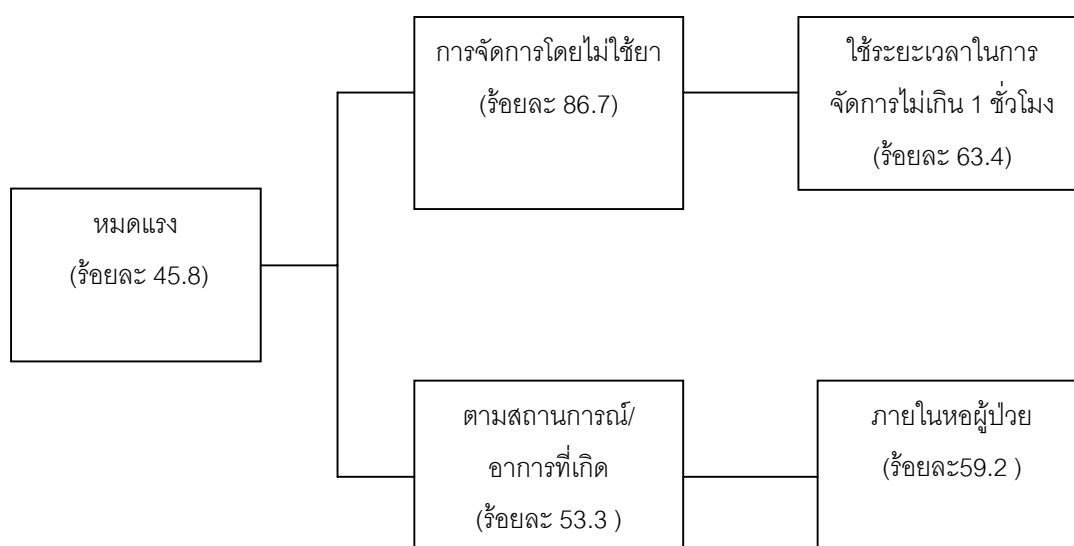 การจัดการโดยไม่ใช้ยา
(ร้อยละ 86.7)
ใช้ระยะเวลาในการ
จัดการไม่เกิน 1 ชั่วโมง
(ร้อยละ 63.4)
หมดแรง
(ร้อยละ 45.8)
ตามสถานการณ์/
อาการที่เกิด
(ร้อยละ 53.3 )
ภายในหอผู้ป่วย
(ร้อยละ59.2 )